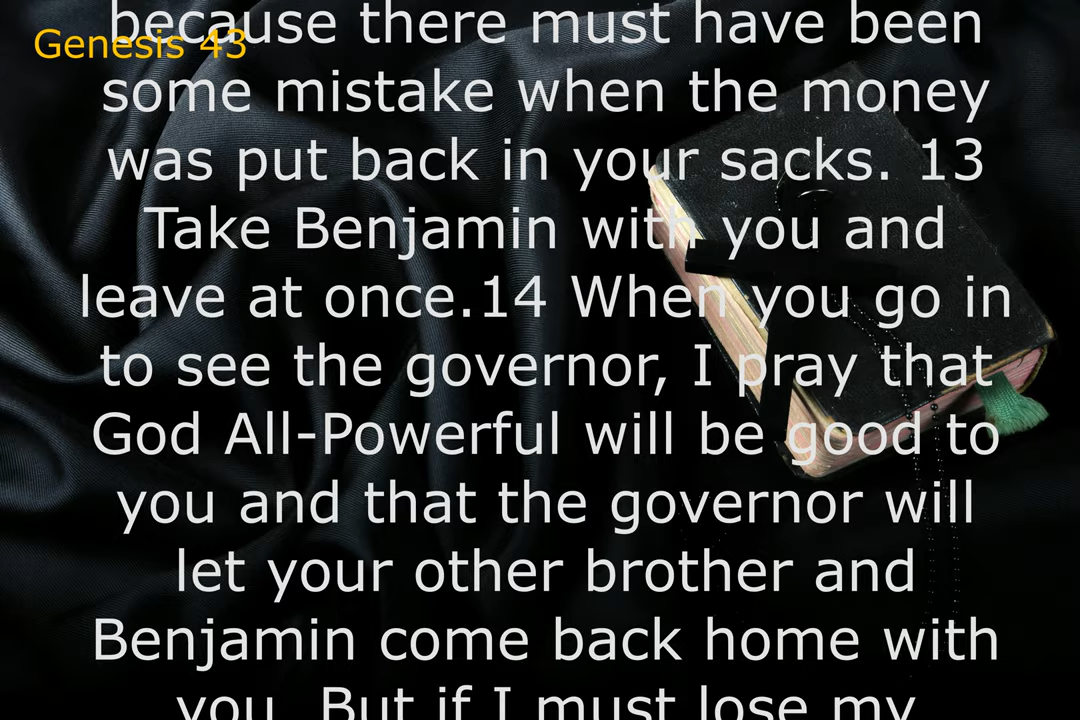 because there must have been
Genesis 43
some mistake when the money
was put back in your sacks. 13
Take Benjamin with you and
leave at once.14 When you go in
to see the governor, I pray that
God All-Powerful will be good to
you and that the governor will
let your other brother and
Benjamin come back home with
you. But if I must lose my